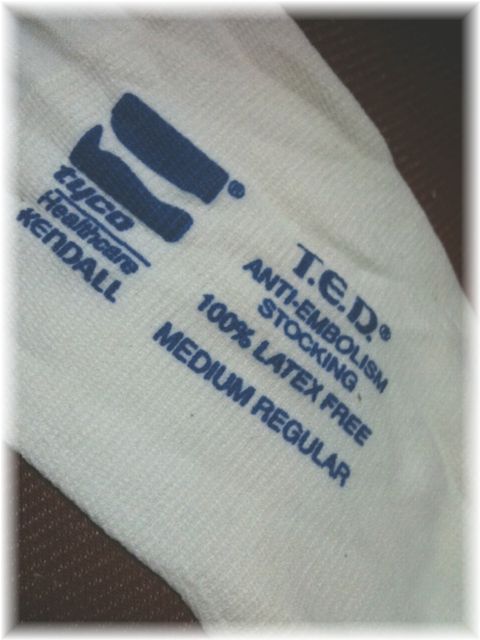 tyco
Healthcare
KENDALL
T.E.D.®
ANTI-EMBOLISM
STOCKING
100% LATEX FREE
MEDIUM REGULAR